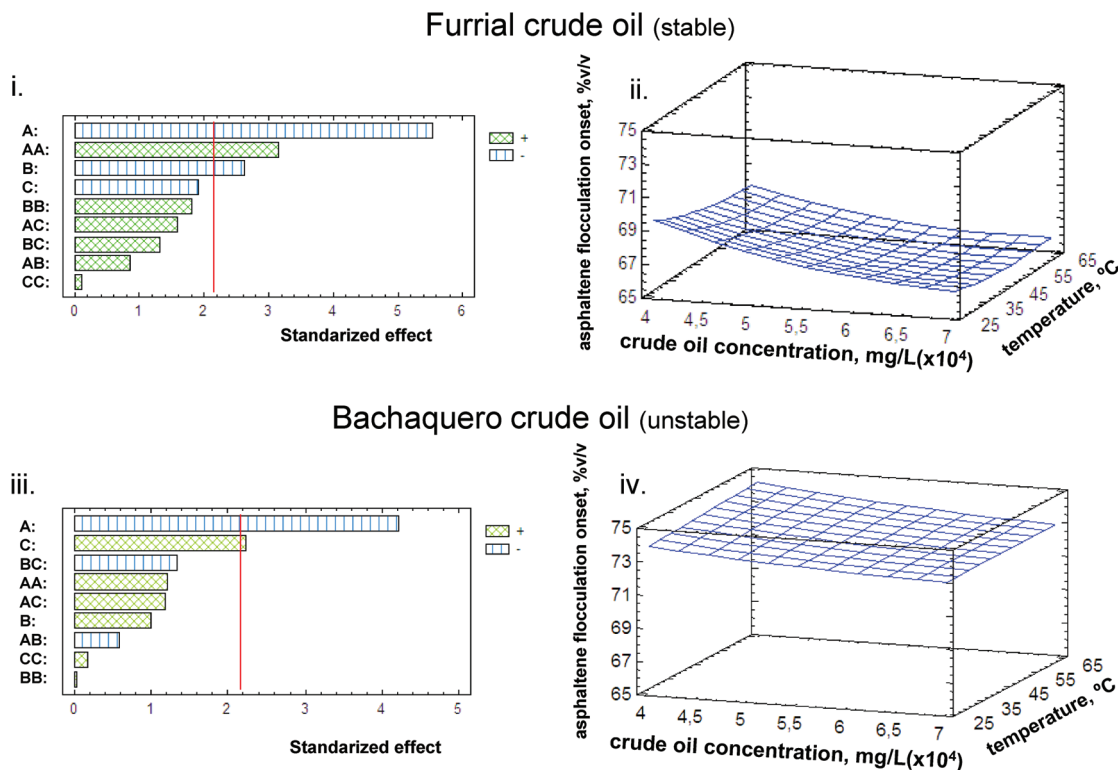 Furrial crude oil (stable)
i.
A:
AA:
B:
C:
BB:
AC:
BC:
AB:
CC:
0 1 2 3 4 5 6
Standarized effect
+
-
ii.
asphaltene flocculation onset, %v/v
75
73
71
69
67
65
4 4,5 5 5,5 6 6,5 7
crude oil concentration, mg/L(x10⁴)
25 35 45 55 65
temperature, ºC
Bachaquero crude oil (unstable)
iii.
A:
C:
BC:
AA:
AC:
B:
AB:
CC:
BB:
0 1 2 3 4 5
Standarized effect
+
-
iv.
asphaltene flocculation onset, %v/v
75
73
71
69
67
65
4 4,5 5 5,5 6 6,5 7
crude oil concentration, mg/L(x10⁴)
25 35 45 55 65
temperature, ºC